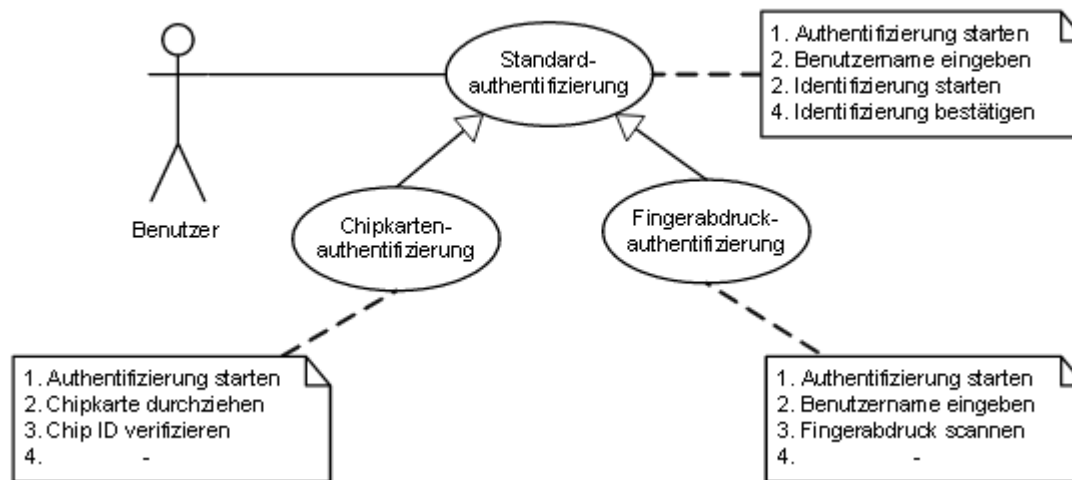 Standard-
authentifizierung
1. Authentifizierung starten
2. Benutzername eingeben
2. Identifizierung starten
4. Identifizierung bestätigen
Benutzer
Chipkarten-
authentifizierung
Fingerabdruck-
authentifizierung
1. Authentifizierung starten
2. Chipkarte durchziehen
3. Chip ID verifizieren
4. -
1. Authentifizierung starten
2. Benutzername eingeben
3. Fingerabdruck scannen
4. -